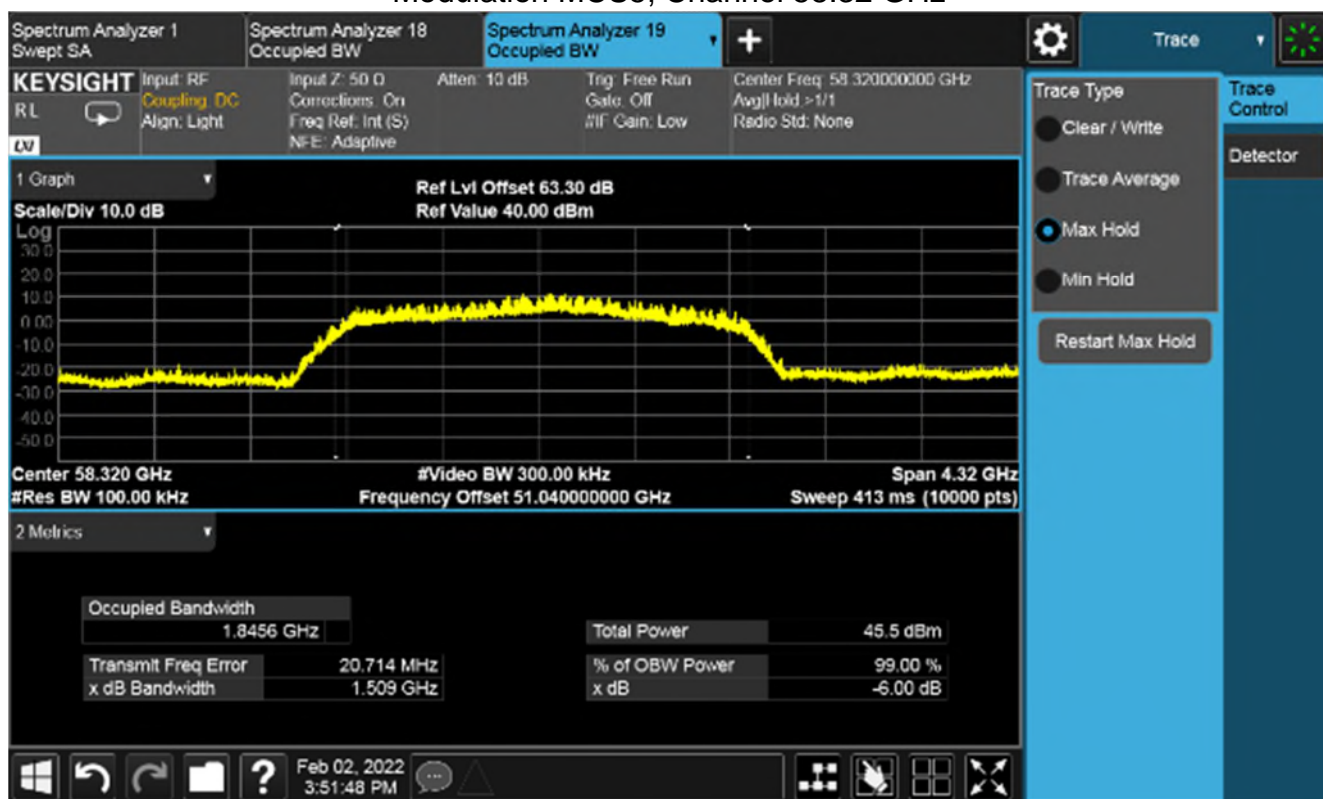 Spectrum Analyzer 1
Swept SA
Spectrum Analyzer 18
Occupied BW
Spectrum Analyzer 19
Occupied BW
Trace
KEYSIGHT
RL
LXI
Input: RF
Coupling: DC
Align: Light
Input Z: 50 Ω
Corrections: On
Freq Ref: Int (S)
NFE: Adaptive
Atten: 10 dB
Trig: Free Run
Gate: Off
#IF Gain: Low
Center Freq: 58.320000000 GHz
Avg|Hold:>1/1
Radio Std: None
Trace Type
Clear / Write
Trace Average
Max Hold
Min Hold
Restart Max Hold
Trace
Control
Detector
1 Graph
Scale/Div 10.0 dB
Ref Lvl Offset 63.30 dB
Ref Value 40.00 dBm
Log
30.0
20.0
10.0
0.00
-10.0
-20.0
-30.0
-40.0
-50.0
Center 58.320 GHz
#Video BW 300.00 kHz
Span 4.32 GHz
#Res BW 100.00 kHz
Frequency Offset 51.040000000 GHz
Sweep 413 ms (10000 pts)
2 Metrics
Occupied Bandwidth
1.8456 GHz
Total Power 45.5 dBm
Transmit Freq Error 20.714 MHz
% of OBW Power 99.00 %
x dB Bandwidth 1.509 GHz
x dB -6.00 dB
?
Feb 02, 2022
3:51:48 PM